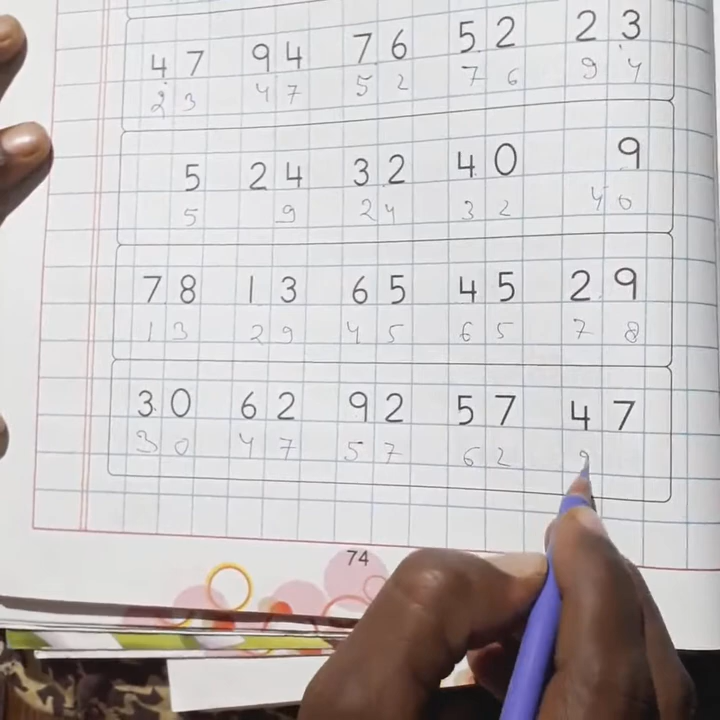 47 94 76 52 23
23 47 52 76 94
5 24 32 40 9
5 9 24 32 40
78 13 65 45 29
13 29 45 65 78
30 62 92 57 47
30 47 57 62 9
74